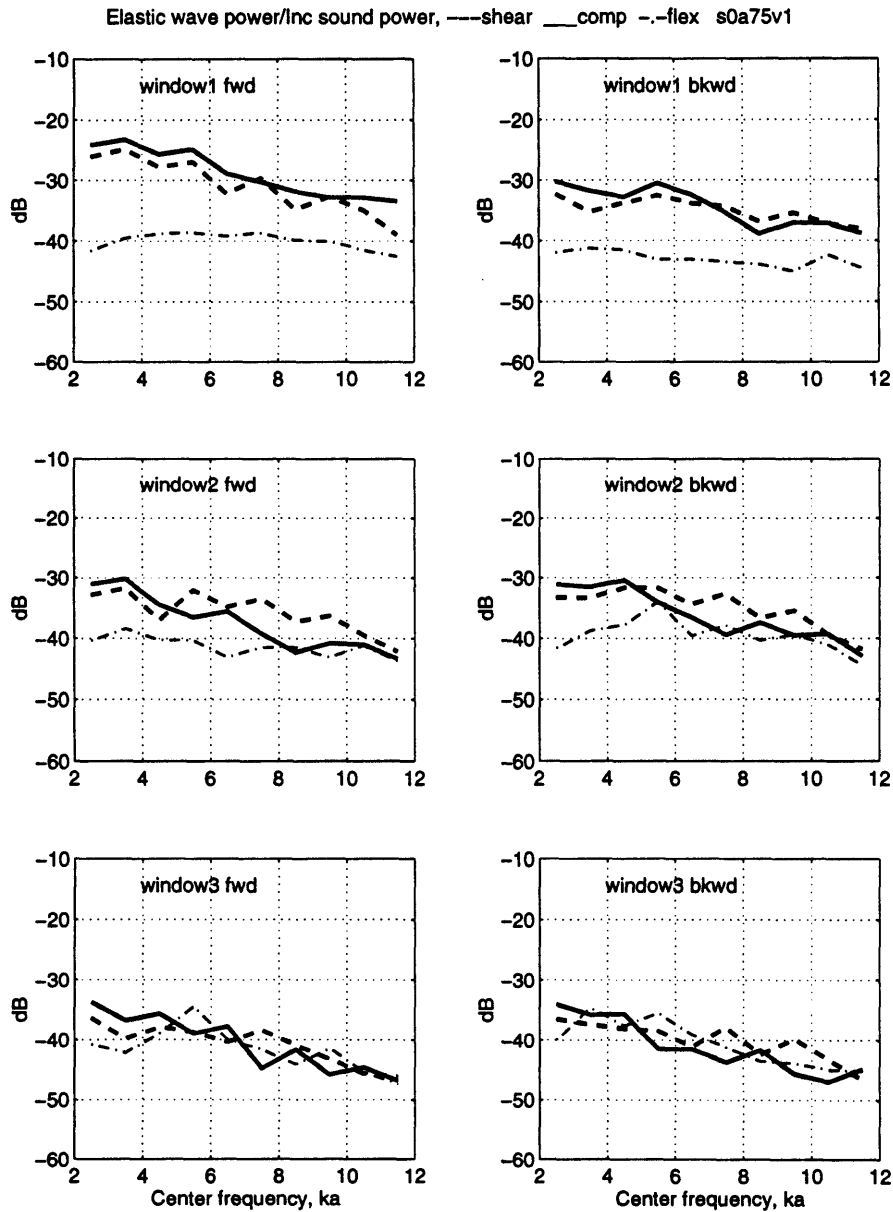 Elastic wave power/Inc sound power, ---shear ___comp -.-flex s0a75v1
window1 fwd
dB
-10
-20
-30
-40
-50
-60
2 4 6 8 10 12
window1 bkwd
dB
-10
-20
-30
-40
-50
-60
2 4 6 8 10 12
window2 fwd
dB
-10
-20
-30
-40
-50
-60
2 4 6 8 10 12
window2 bkwd
dB
-10
-20
-30
-40
-50
-60
2 4 6 8 10 12
window3 fwd
dB
-10
-20
-30
-40
-50
-60
2 4 6 8 10 12
Center frequency, ka
window3 bkwd
dB
-10
-20
-30
-40
-50
-60
2 4 6 8 10 12
Center frequency, ka